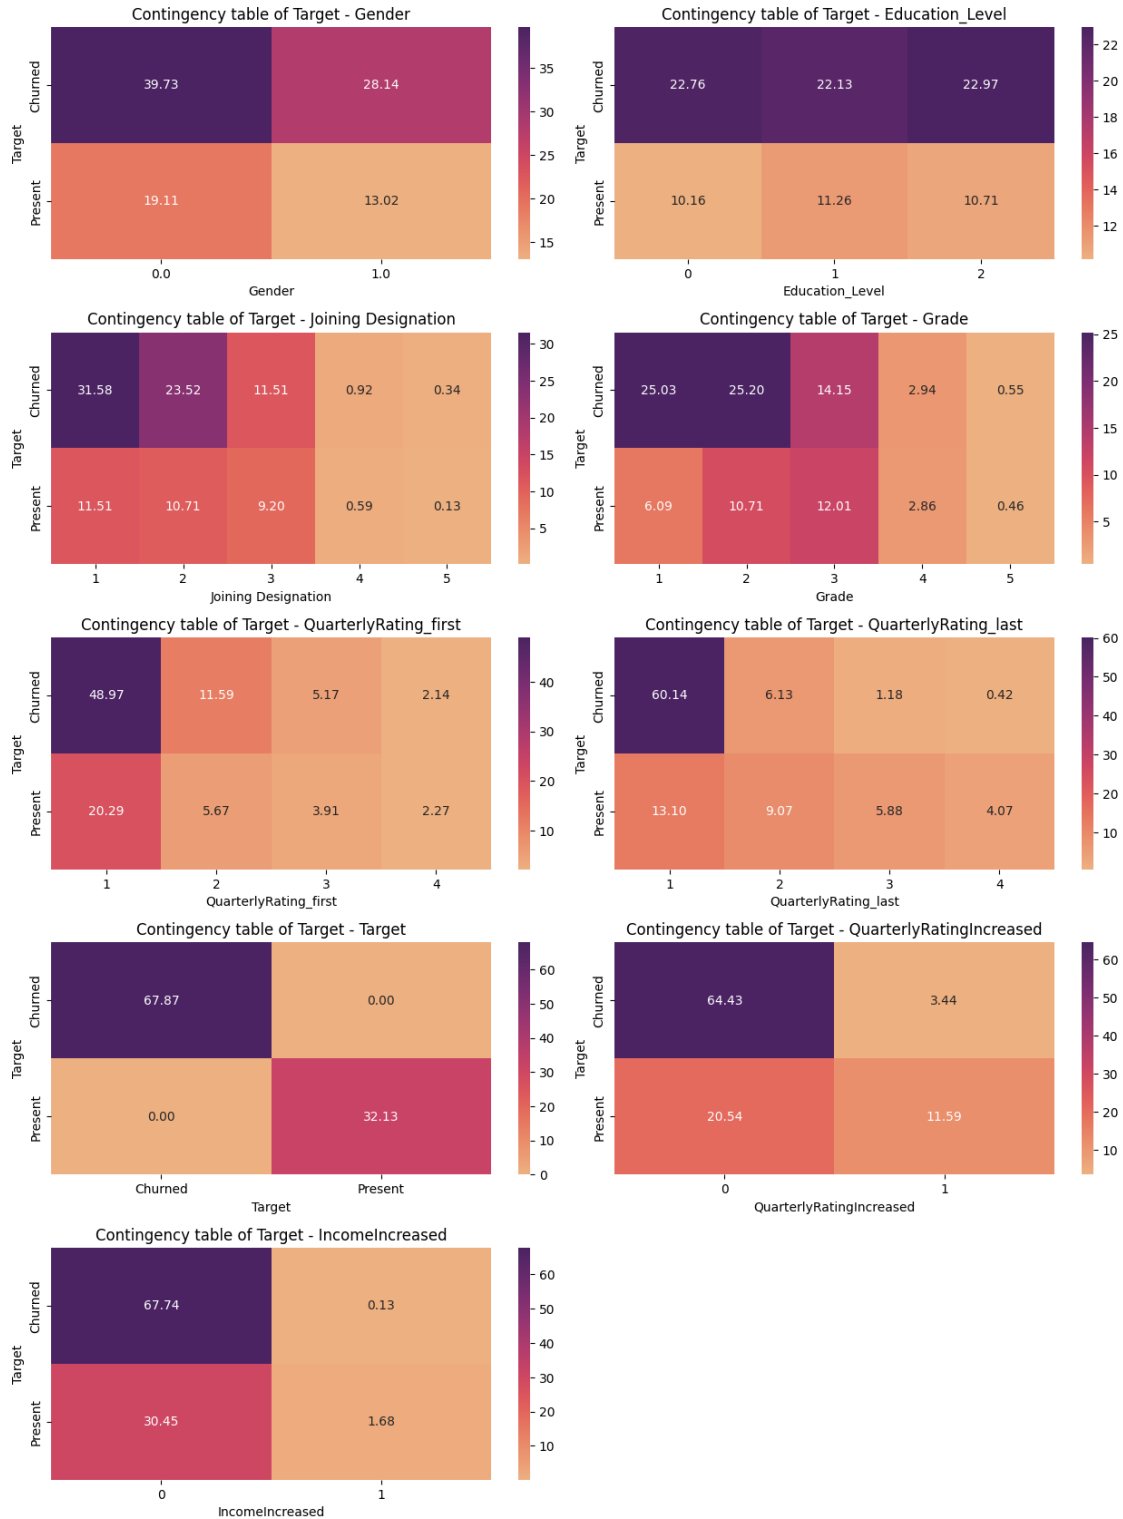 Contingency table of Target - Gender
Churned
Present
Target
39.73 28.14
19.11 13.02
0.0 1.0
Gender
35
30
25
20
15
Contingency table of Target - Education_Level
Churned
Present
Target
22.76 22.13 22.97
10.16 11.26 10.71
0 1 2
Education_Level
22
20
18
16
14
12
Contingency table of Target - Joining Designation
Churned
Present
Target
31.58 23.52 11.51 0.92 0.34
11.51 10.71 9.20 0.59 0.13
1 2 3 4 5
Joining Designation
30
25
20
15
10
5
Contingency table of Target - Grade
Churned
Present
Target
25.03 25.20 14.15 2.94 0.55
6.09 10.71 12.01 2.86 0.46
1 2 3 4 5
Grade
25
20
15
10
5
Contingency table of Target - QuarterlyRating_first
Churned
Present
Target
48.97 11.59 5.17 2.14
20.29 5.67 3.91 2.27
1 2 3 4
QuarterlyRating_first
40
30
20
10
Contingency table of Target - QuarterlyRating_last
Churned
Present
Target
60.14 6.13 1.18 0.42
13.10 9.07 5.88 4.07
1 2 3 4
QuarterlyRating_last
60
50
40
30
20
10
Contingency table of Target - Target
Churned
Present
Target
67.87 0.00
0.00 32.13
Churned Present
Target
60
50
40
30
20
10
0
Contingency table of Target - QuarterlyRatingIncreased
Churned
Present
Target
64.43 3.44
20.54 11.59
0 1
QuarterlyRatingIncreased
60
50
40
30
20
10
Contingency table of Target - IncomeIncreased
Churned
Present
Target
67.74 0.13
30.45 1.68
0 1
IncomeIncreased
60
50
40
30
20
10